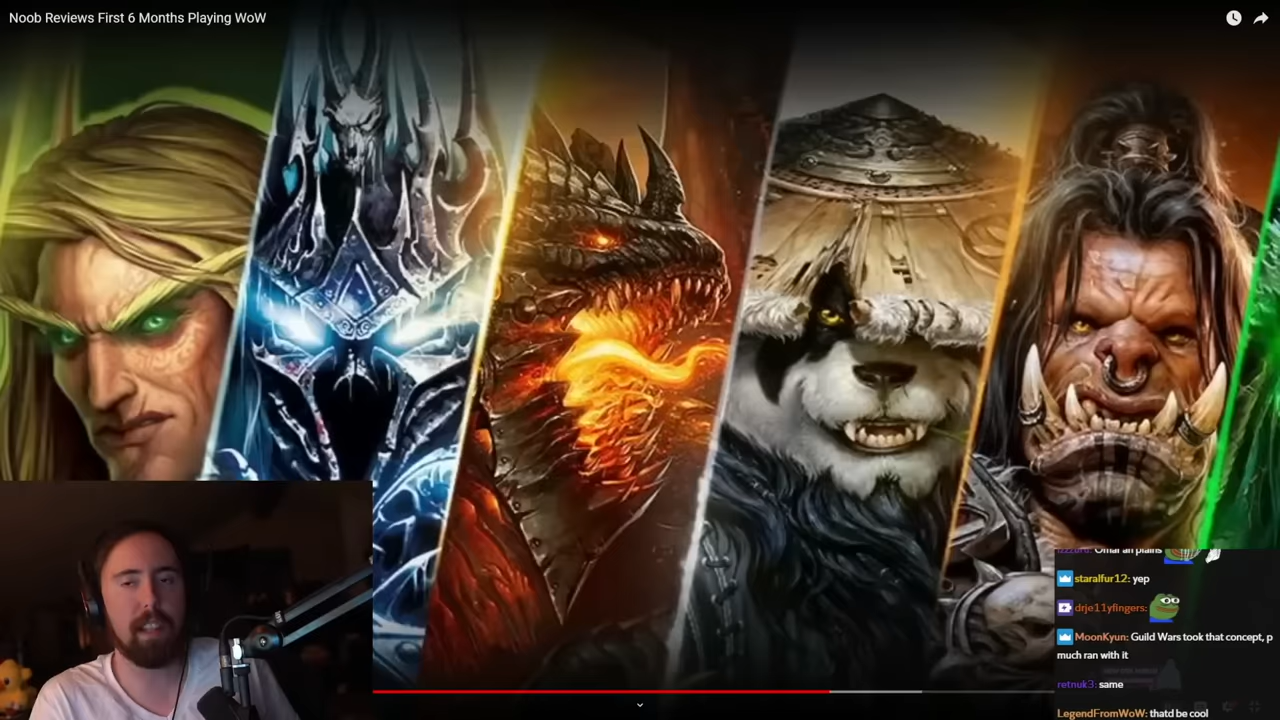 Noob Reviews First 6 Months Playing WoW
staralfur12: yep
drje11yfingers:
MoonKyun: Guild Wars took that concept, p
much ran with it
retnuk3: same
LegendFromWoW: thatd be cool